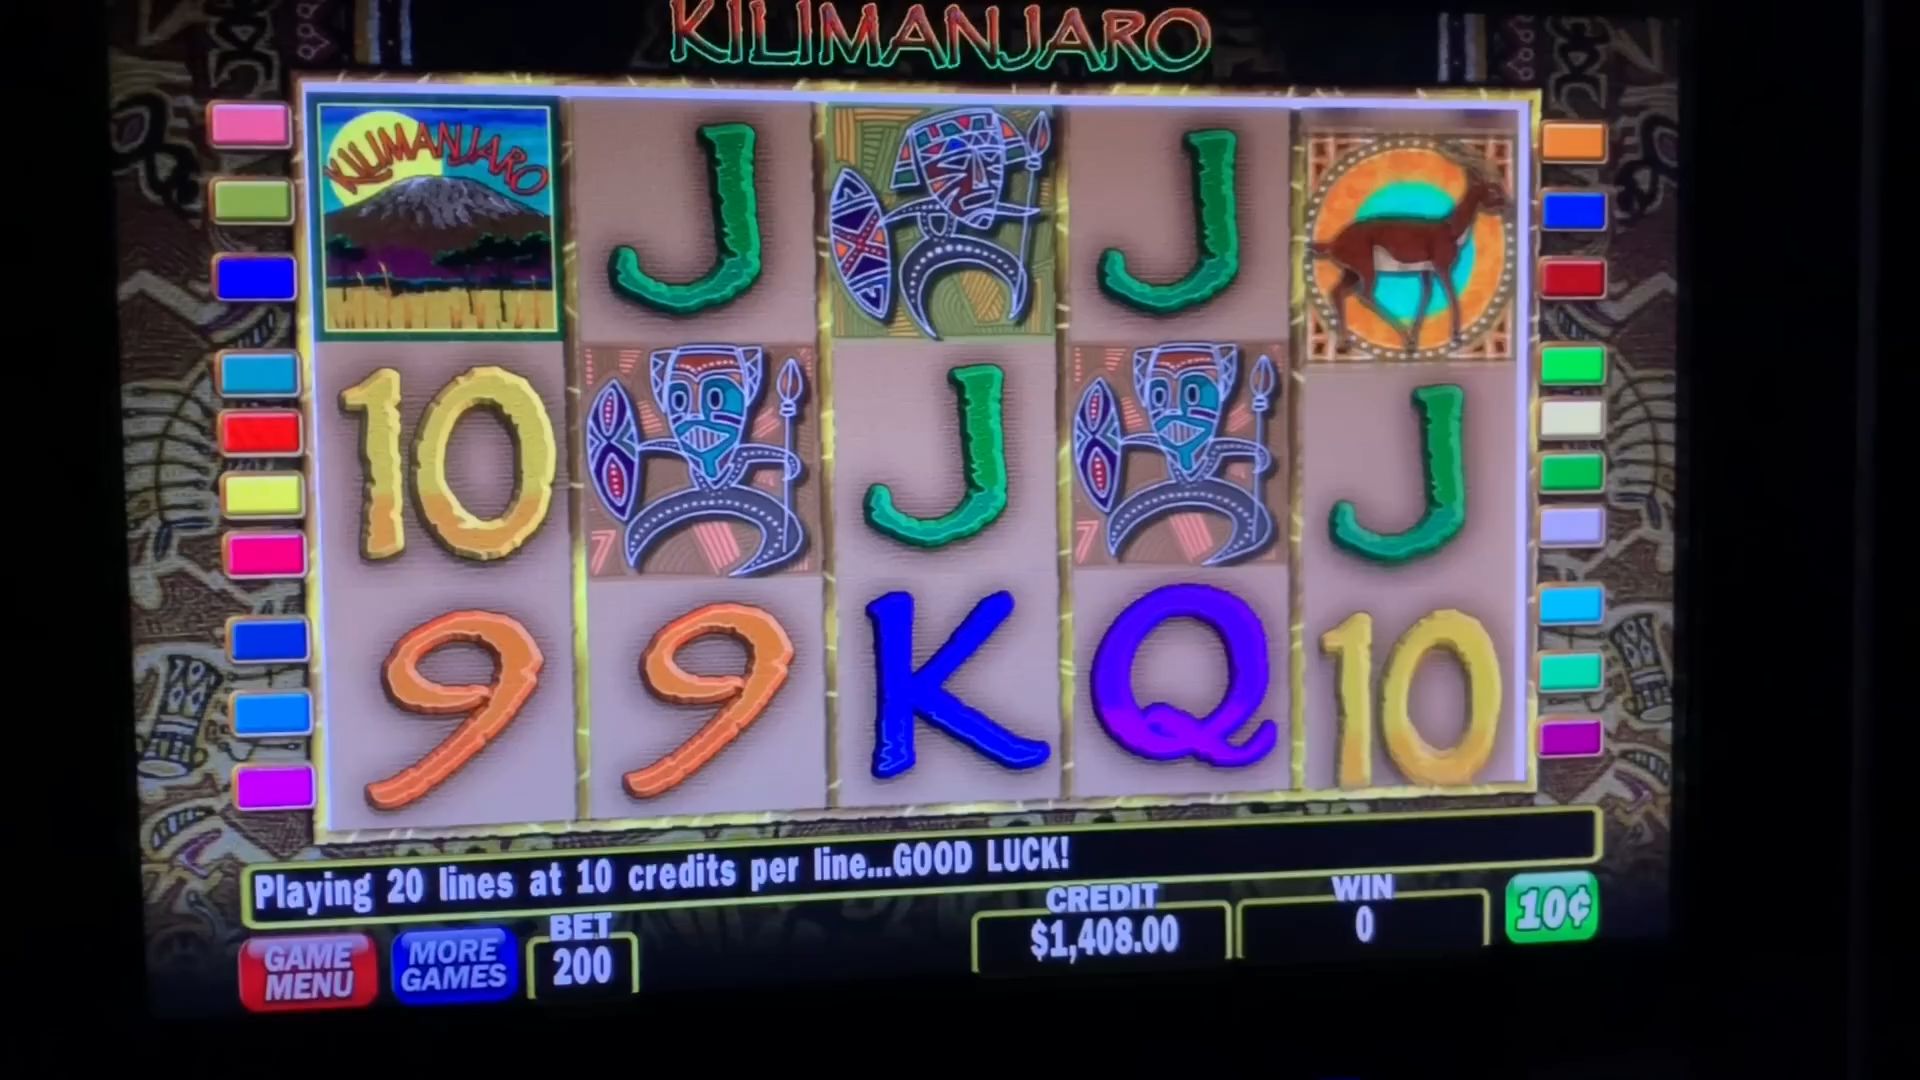 KILIMANJARO
KILIMANJARO
J
J
10
J
J
9
9
K
Q
10
Playing 20 lines at 10 credits per line...GOOD LUCK!
GAME MENU
MORE GAMES
BET
200
CREDIT
$1,408.00
WIN
0
10¢